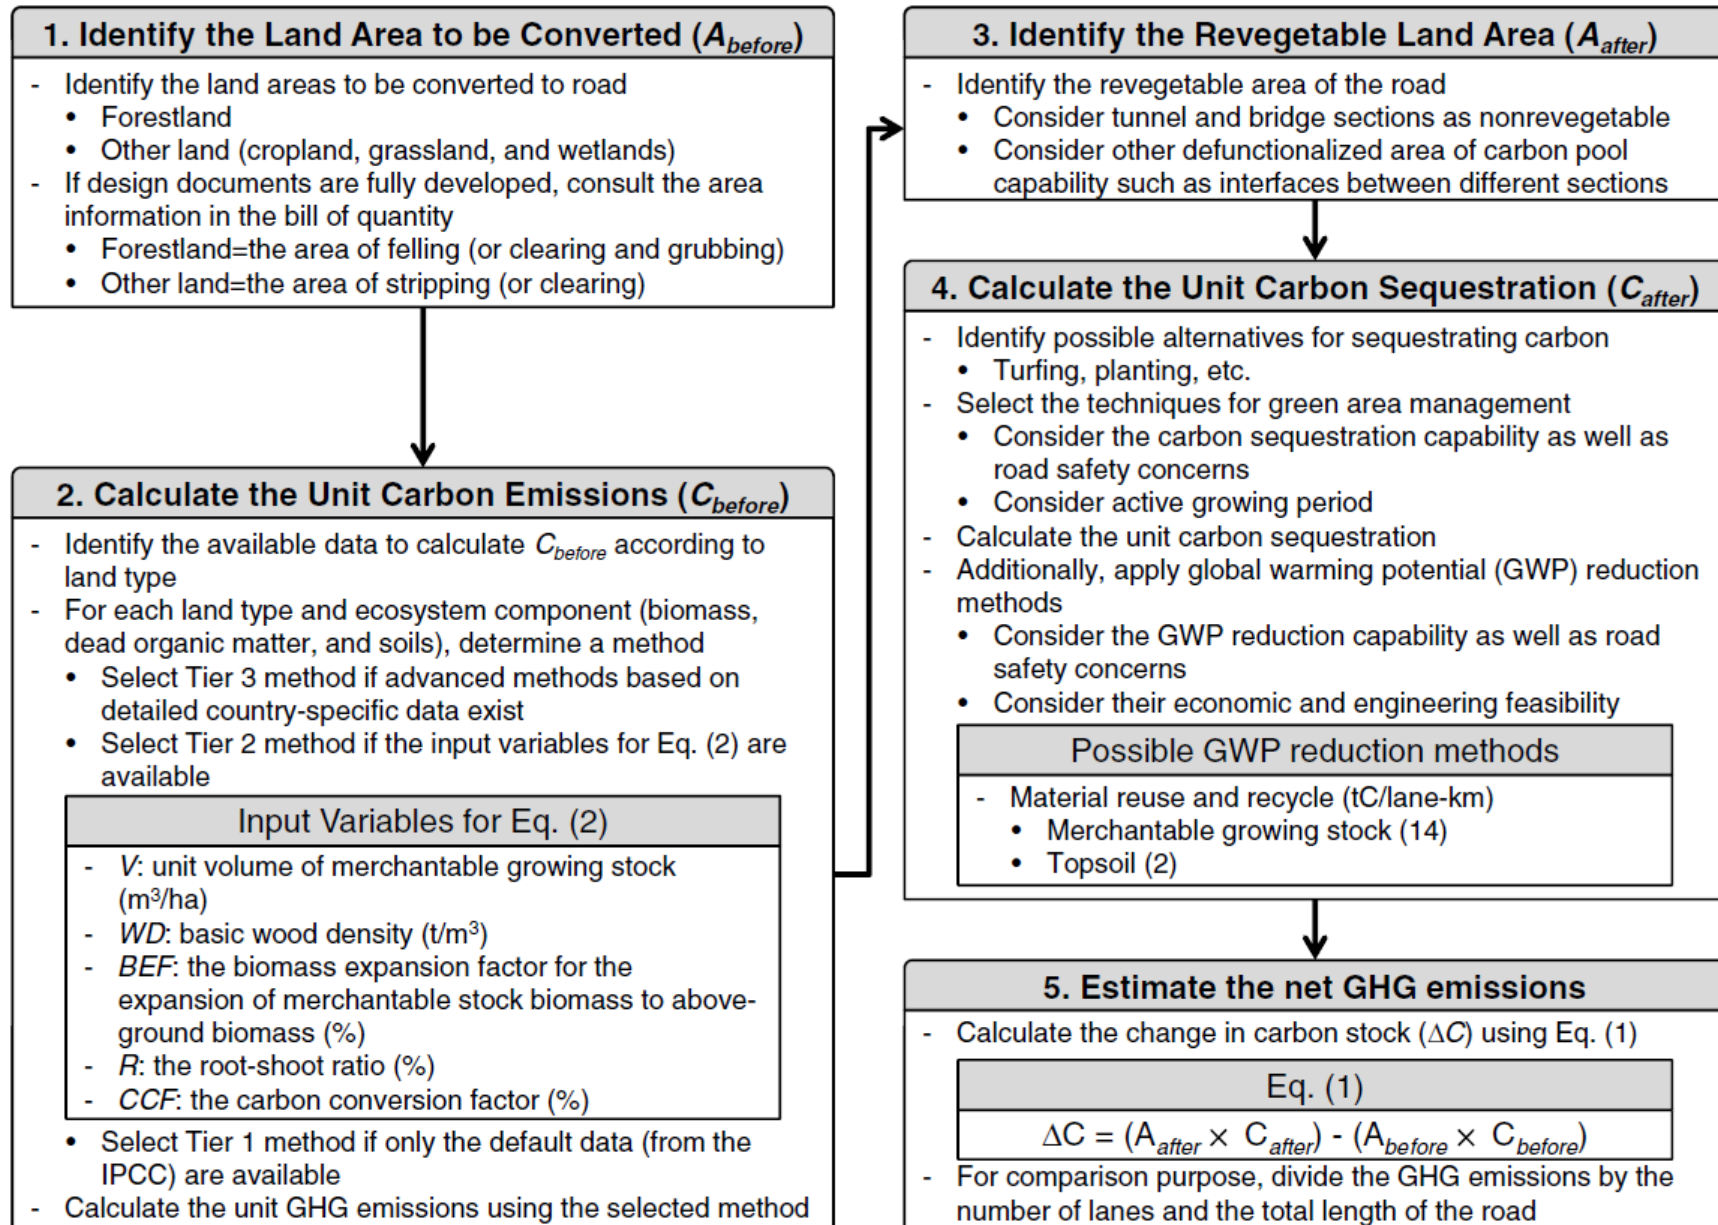 1. Identify the Land Area to be Converted (A_before)
- Identify the land areas to be converted to road
• Forestland
• Other land (cropland, grassland, and wetlands)
- If design documents are fully developed, consult the area
information in the bill of quantity
• Forestland=the area of felling (or clearing and grubbing)
• Other land=the area of stripping (or clearing)
2. Calculate the Unit Carbon Emissions (C_before)
- Identify the available data to calculate C_before according to
land type
- For each land type and ecosystem component (biomass,
dead organic matter, and soils), determine a method
• Select Tier 3 method if advanced methods based on
detailed country-specific data exist
• Select Tier 2 method if the input variables for Eq. (2) are
available
Input Variables for Eq. (2)
- V: unit volume of merchantable growing stock
(m³/ha)
- WD: basic wood density (t/m³)
- BEF: the biomass expansion factor for the
expansion of merchantable stock biomass to above-
ground biomass (%)
- R: the root-shoot ratio (%)
- CCF: the carbon conversion factor (%)
• Select Tier 1 method if only the default data (from the
IPCC) are available
- Calculate the unit GHG emissions using the selected method
3. Identify the Revegetable Land Area (A_after)
- Identify the revegetable area of the road
• Consider tunnel and bridge sections as nonrevegetable
• Consider other defunctionalized area of carbon pool
capability such as interfaces between different sections
4. Calculate the Unit Carbon Sequestration (C_after)
- Identify possible alternatives for sequestrating carbon
• Turfing, planting, etc.
- Select the techniques for green area management
• Consider the carbon sequestration capability as well as
road safety concerns
• Consider active growing period
- Calculate the unit carbon sequestration
- Additionally, apply global warming potential (GWP) reduction
methods
• Consider the GWP reduction capability as well as road
safety concerns
• Consider their economic and engineering feasibility
Possible GWP reduction methods
- Material reuse and recycle (tC/lane-km)
• Merchantable growing stock (14)
• Topsoil (2)
5. Estimate the net GHG emissions
- Calculate the change in carbon stock (ΔC) using Eq. (1)
Eq. (1)
ΔC = (A_after × C_after) - (A_before × C_before)
- For comparison purpose, divide the GHG emissions by the
number of lanes and the total length of the road